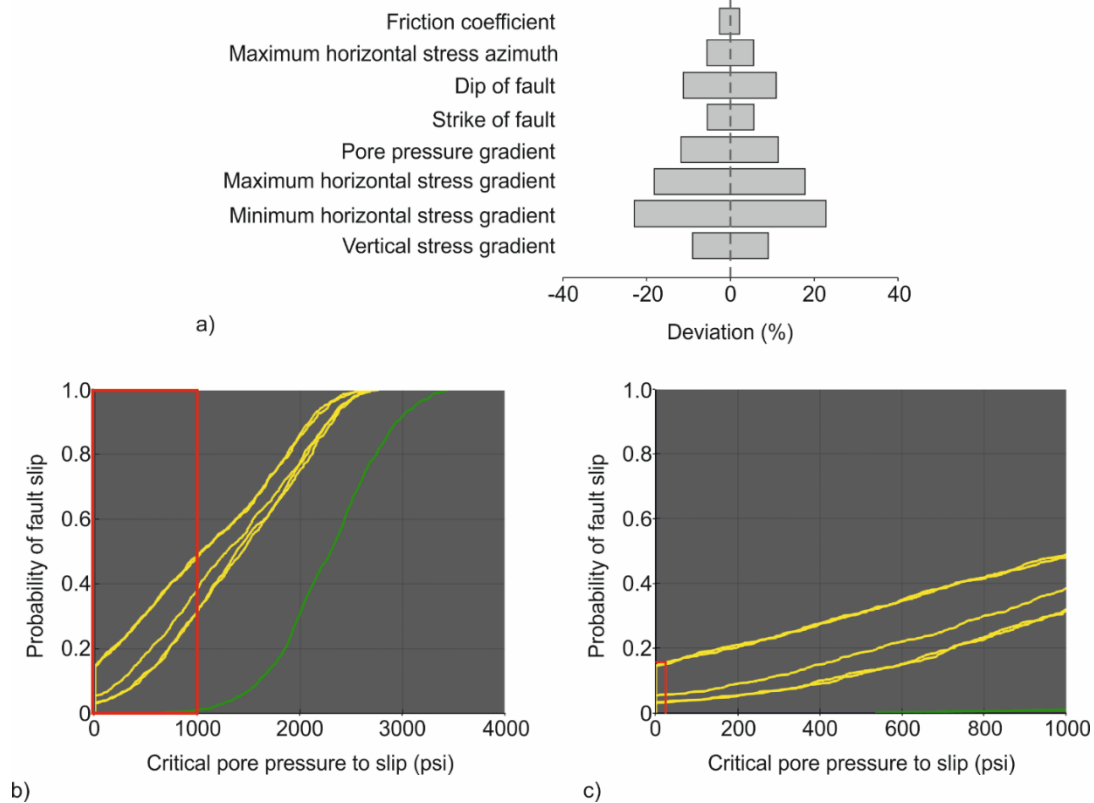 Friction coefficient
Maximum horizontal stress azimuth
Dip of fault
Strike of fault
Pore pressure gradient
Maximum horizontal stress gradient
Minimum horizontal stress gradient
Vertical stress gradient
-40 -20 0 20 40
Deviation (%)
a)
1.0
0.8
0.6
0.4
0.2
0
Probability of fault slip
0 1000 2000 3000 4000
Critical pore pressure to slip (psi)
b)
1.0
0.8
0.6
0.4
0.2
0
Probability of fault slip
0 200 400 600 800 1000
Critical pore pressure to slip (psi)
c)